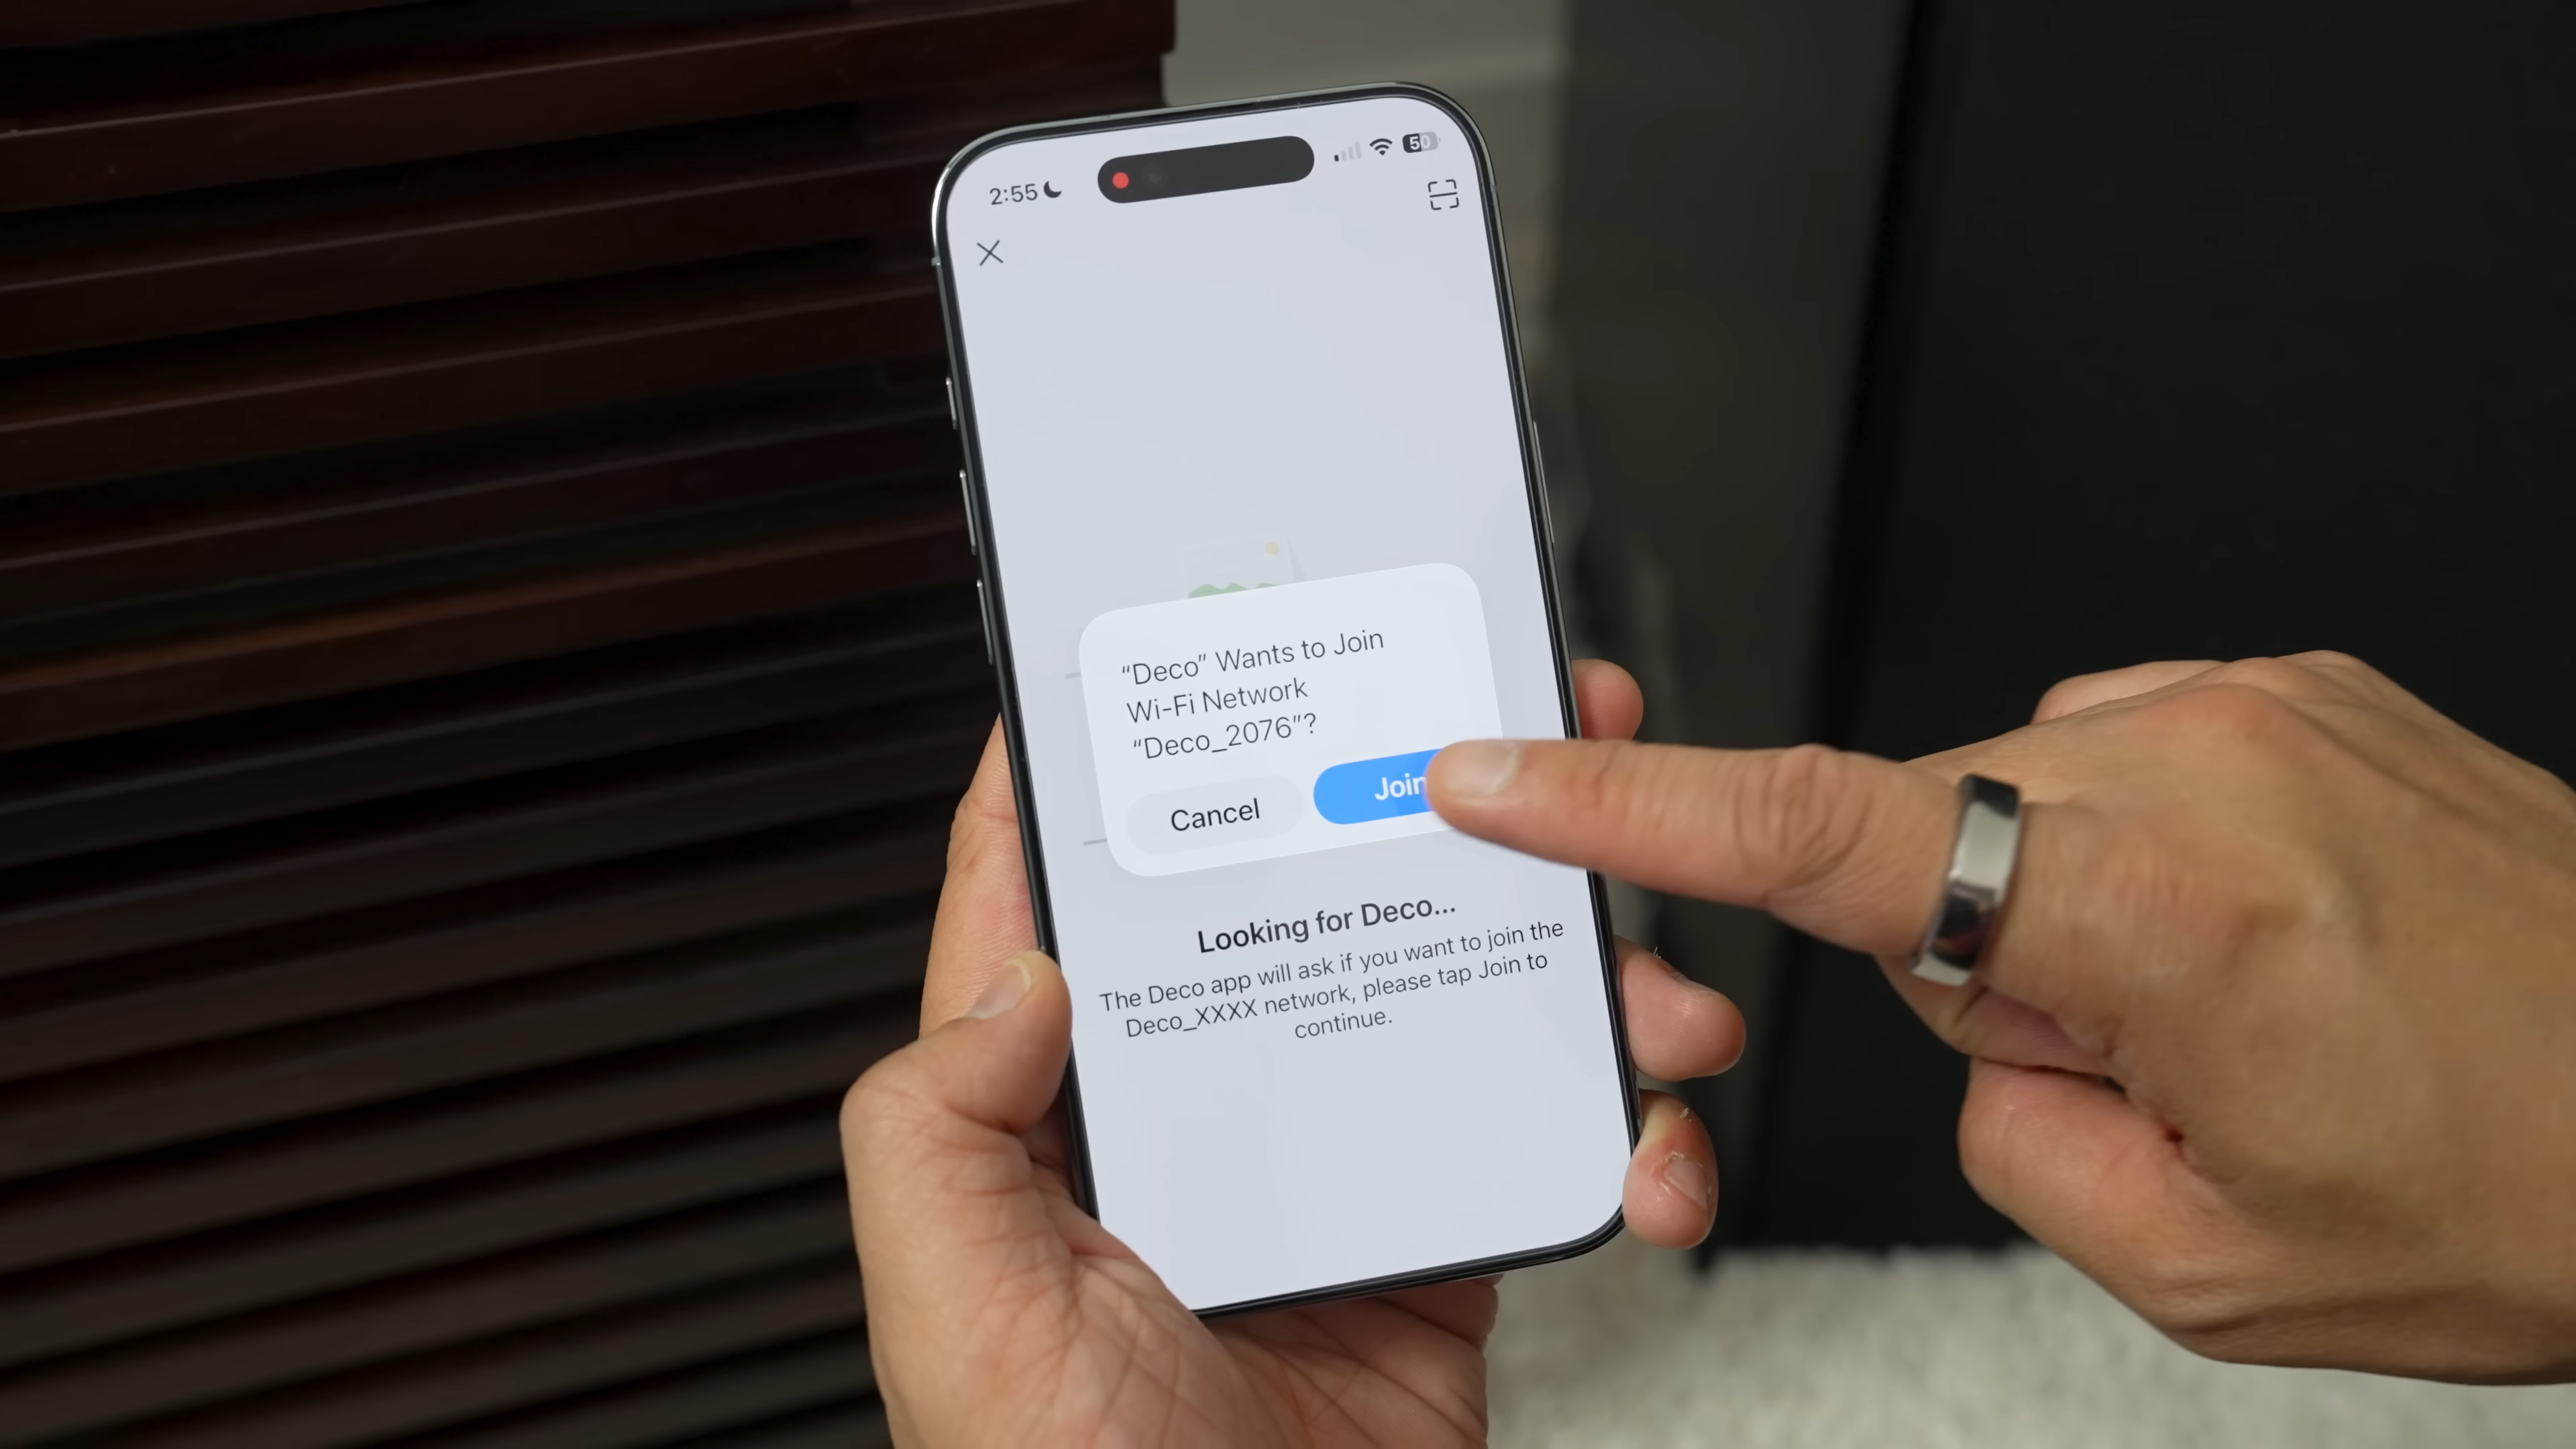 2:55
50
“Deco” Wants to Join
Wi-Fi Network
“Deco_2076”?
Cancel
Join
Looking for Deco...
The Deco app will ask if you want to join the
Deco_XXXX network, please tap Join to
continue.